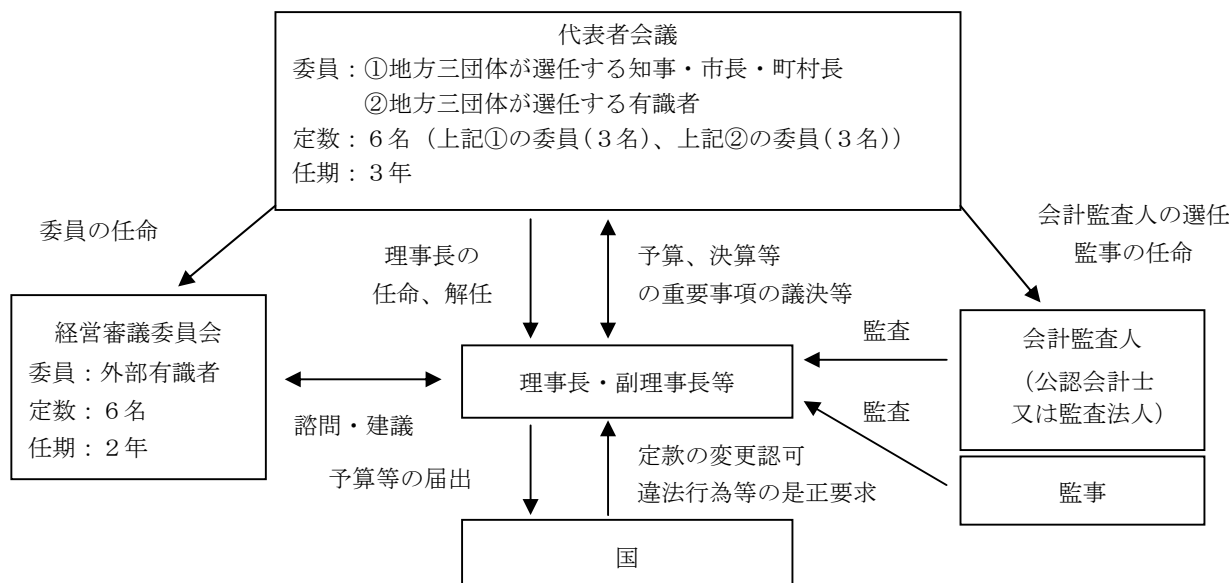 代表者会議
委員：①地方三団体が選任する知事・市長・町村長
②地方三団体が選任する有識者
定数：６名（上記①の委員(３名)、上記②の委員(３名)）
任期：３年
委員の任命
理事長の
任命、解任
予算、決算等
の重要事項の議決等
会計監査人の選任
監事の任命
経営審議委員会
委員：外部有識者
定数：６名
任期：２年
諮問・建議
理事長・副理事長等
監査
監査
会計監査人
（公認会計士
又は監査法人）
監事
予算等の届出
定款の変更認可
違法行為等の是正要求
国